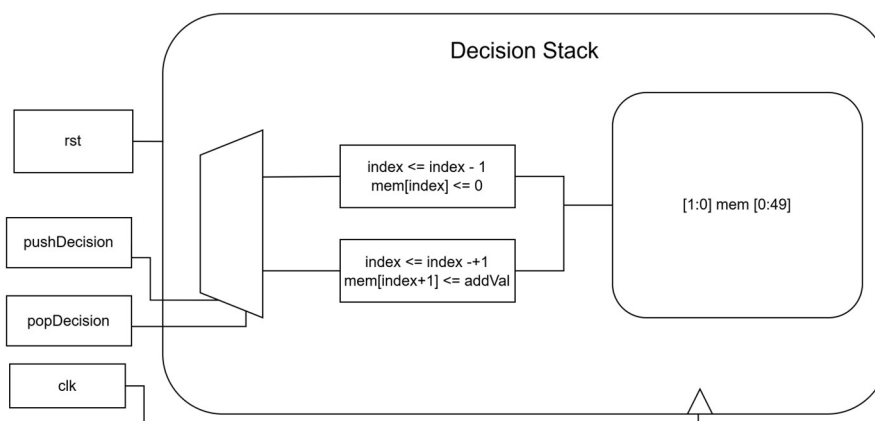 Decision Stack
rst
index <= index - 1
mem[index] <= 0
[1:0] mem [0:49]
pushDecision
index <= index -+1
mem[index+1] <= addVal
popDecision
clk